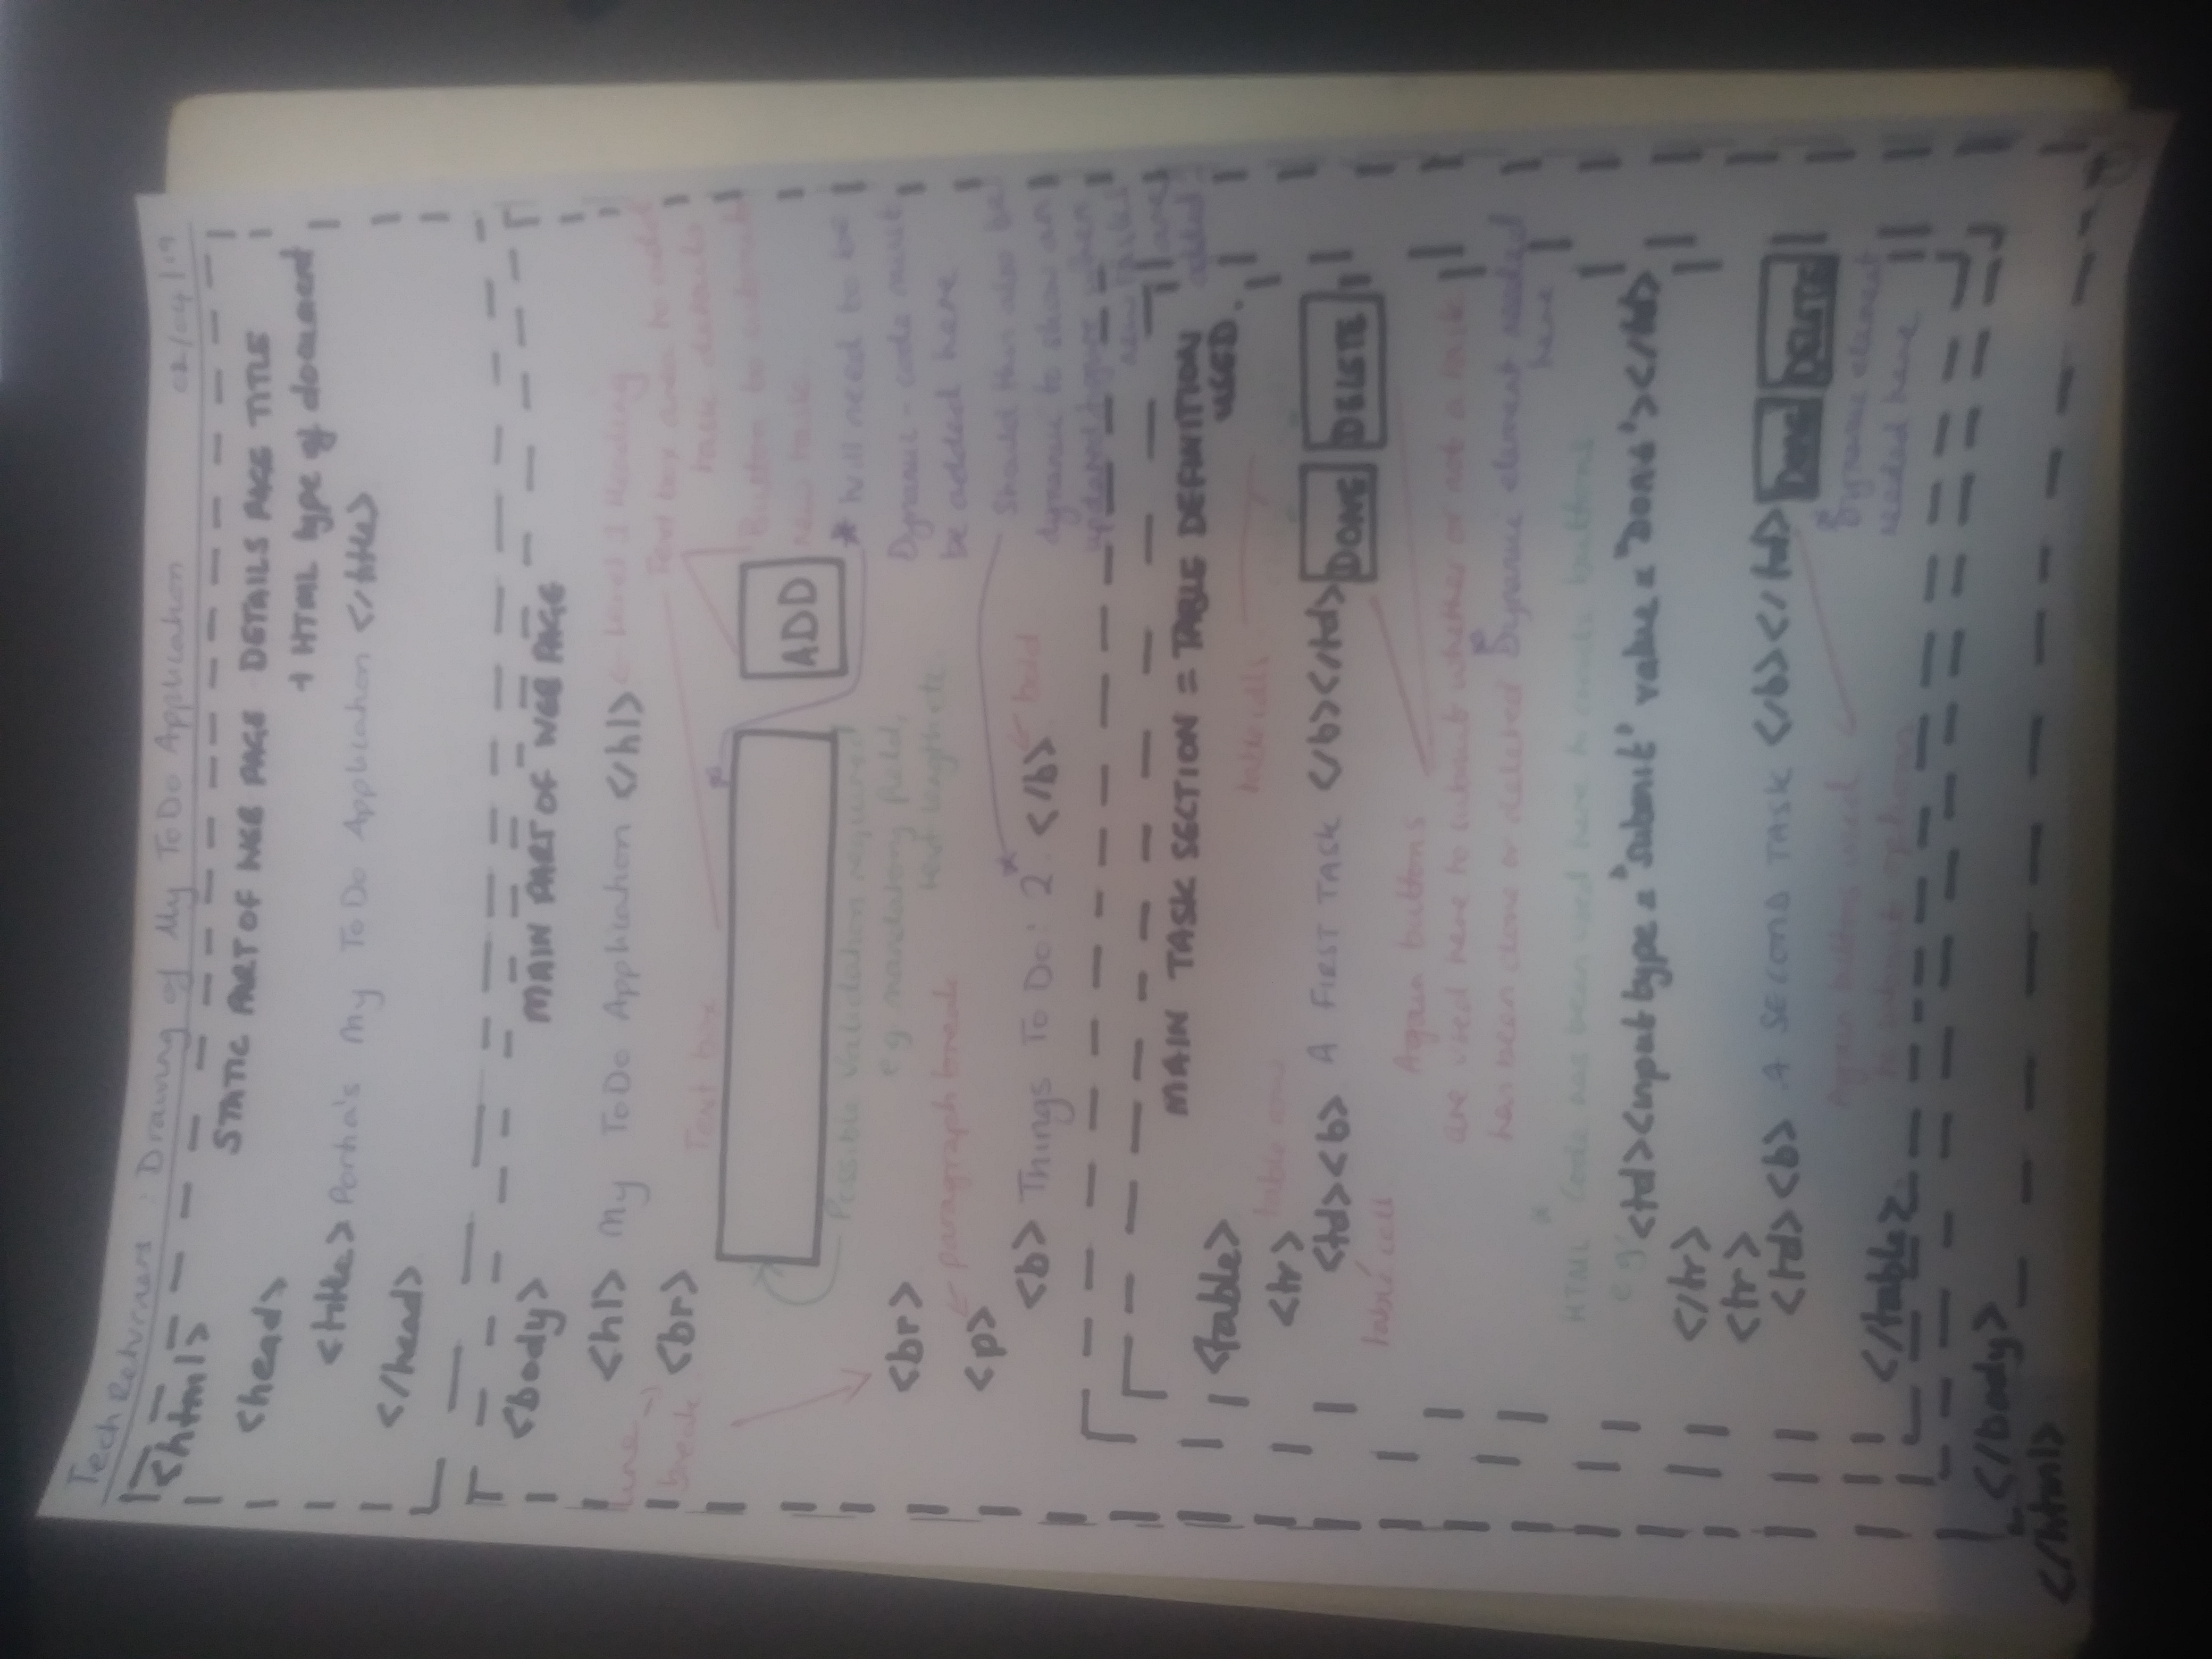 Tech Returners : Drawing of My ToDo Application 02/04/19
<html>
STATIC PART OF WEB PAGE DETAILS PAGE TITLE
+ HTML type of document
<head>
<title> Portia's My ToDo Application </title>
</head>
<body>
MAIN PART OF WEB PAGE
<h1> My ToDo Application </h1> Level 1 Heading
line
break
<br>
Text box
Text box area to add
task details
Button to submit
new task
ADD
Possible validation required
e.g. mandatory field,
text length etc.
* Will need to be
Dynamic - code must
be added here
<br>
<p> paragraph break
<b> Things To Do: 2* </b> bold
Should this also be
dynamic to show an
updated figure when
new tasks
are
added
MAIN TASK SECTION = TABLE DEFINITION
USED.
<table>
<tr> table row
table cells
<td><b> A FIRST TASK </b></td> DONE DELETE
table cell
Again buttons
are used here to submit whether or not a task
has been done or deleted *Dynamic element needed
here
HTML * Code has been used here to create buttons
e.g. <td><input type = "submit" value = "Done"></td>
</tr>
<tr>
<td><b> A SECOND TASK </b></td> DONE DELETE
Again buttons used
to submit options
* Dynamic element
needed here
</table>
</body>
</html>